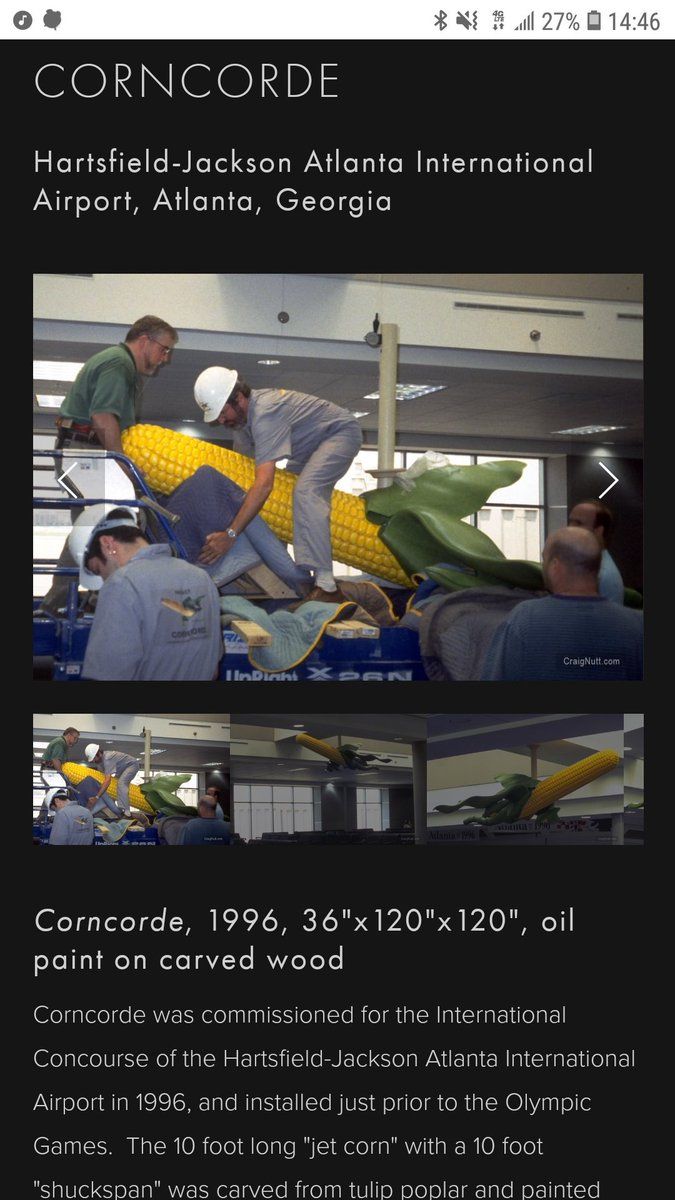 4G
27% 14:46
CORNCORDE
Hartsfield-Jackson Atlanta International
Airport, Atlanta, Georgia
UpRight X26N
CraigNutt.com
Atlanta 1996
Corncorde, 1996, 36"x120"x120", oil
paint on carved wood
Corncorde was commissioned for the International
Concourse of the Hartsfield-Jackson Atlanta International
Airport in 1996, and installed just prior to the Olympic
Games.  The 10 foot long "jet corn" with a 10 foot
"shuckspan" was carved from tulip poplar and painted